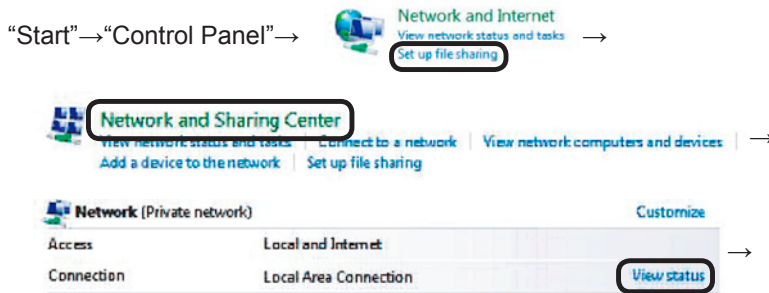 “Start”→“Control Panel”→ Network and Internet
View network status and tasks →
Set up file sharing
Network and Sharing Center
View network status and tasks | Connect to a network | View network computers and devices | →
Add a device to the network | Set up file sharing
Network (Private network) Customize
Access Local and Internet →
Connection Local Area Connection View status